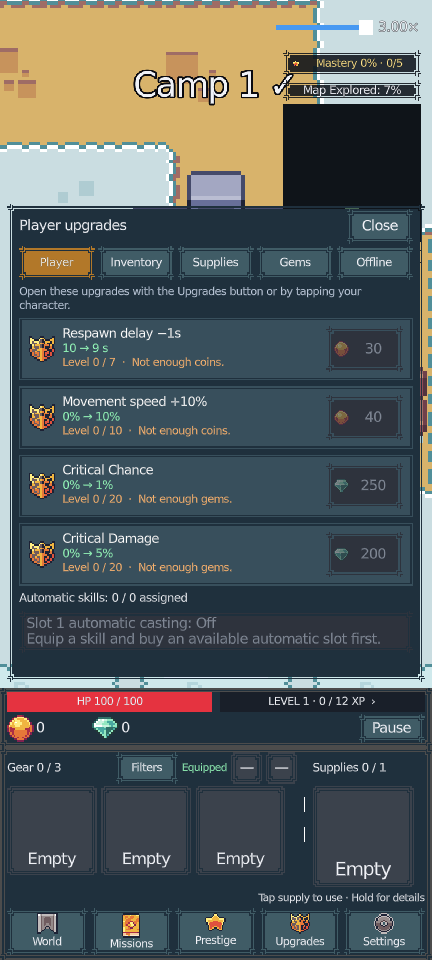 3.00×
Mastery 0% · 0/5
Camp 1 ✓
Map Explored: 7%
Player upgrades
Close
Player
Inventory
Supplies
Gems
Offline
Open these upgrades with the Upgrades button or by tapping your
character.
Respawn delay −1s
10 → 9 s
Level 0 / 7 · Not enough coins.
30
Movement speed +10%
0% → 10%
Level 0 / 10 · Not enough coins.
40
Critical Chance
0% → 1%
Level 0 / 20 · Not enough gems.
250
Critical Damage
0% → 5%
Level 0 / 20 · Not enough gems.
200
Automatic skills: 0 / 0 assigned
Slot 1 automatic casting: Off
Equip a skill and buy an available automatic slot first.
HP 100 / 100
LEVEL 1 · 0 / 12 XP ›
0
0
Pause
Gear 0 / 3
Filters
Equipped
—
—
Supplies 0 / 1
Empty
Empty
Empty
Empty
Tap supply to use · Hold for details
World
Missions
Prestige
Upgrades
Settings